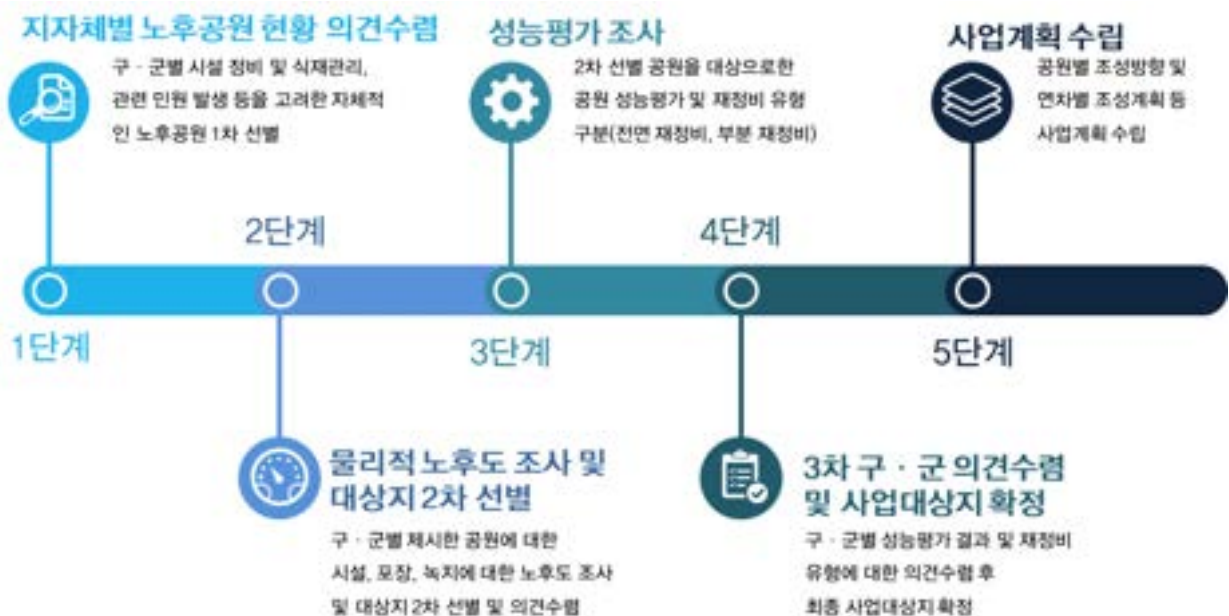 지자체별 노후공원 현황 의견수렴
구 · 군별 시설 정비 및 식재관리,
관련 민원 발생 등을 고려한 자체적
인 노후공원 1차 선별
성능평가 조사
2차 선별 공원을 대상으로한
공원 성능평가 및 재정비 유형
구분(전면 재정비, 부분 재정비)
사업계획 수립
공원별 조성방향 및
연차별 조성계획 등
사업계획 수립
2단계
4단계
1단계
3단계
5단계
물리적 노후도 조사 및
대상지 2차 선별
구 · 군별 제시한 공원에 대한
시설, 포장, 녹지에 대한 노후도 조사
및 대상지 2차 선별 및 의견수렴
3차 구 · 군 의견수렴
및 사업대상지 확정
구 · 군별 성능평가 결과 및 재정비
유형에 대한 의견수렴 후
최종 사업대상지 확정